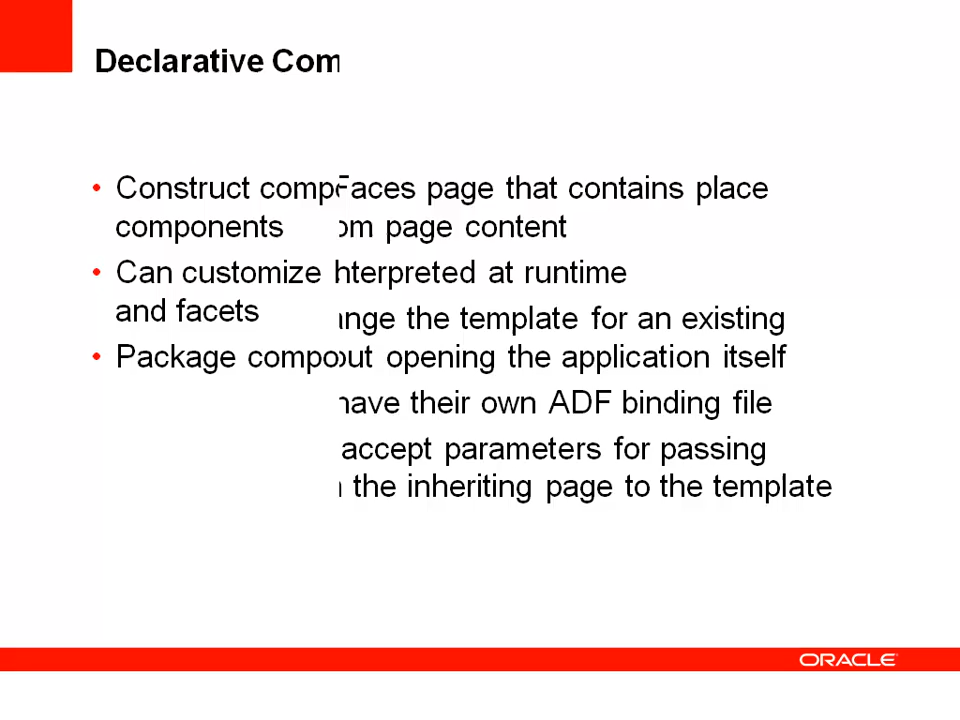 Declarative Com
Construct comp Faces page that contains place
components om page content
Can customize nterpreted at runtime
and facets
ange the template for an existing
Package compo out opening the application itself
have their own ADF binding file
accept parameters for passing
the inheriting page to the template
ORACLE